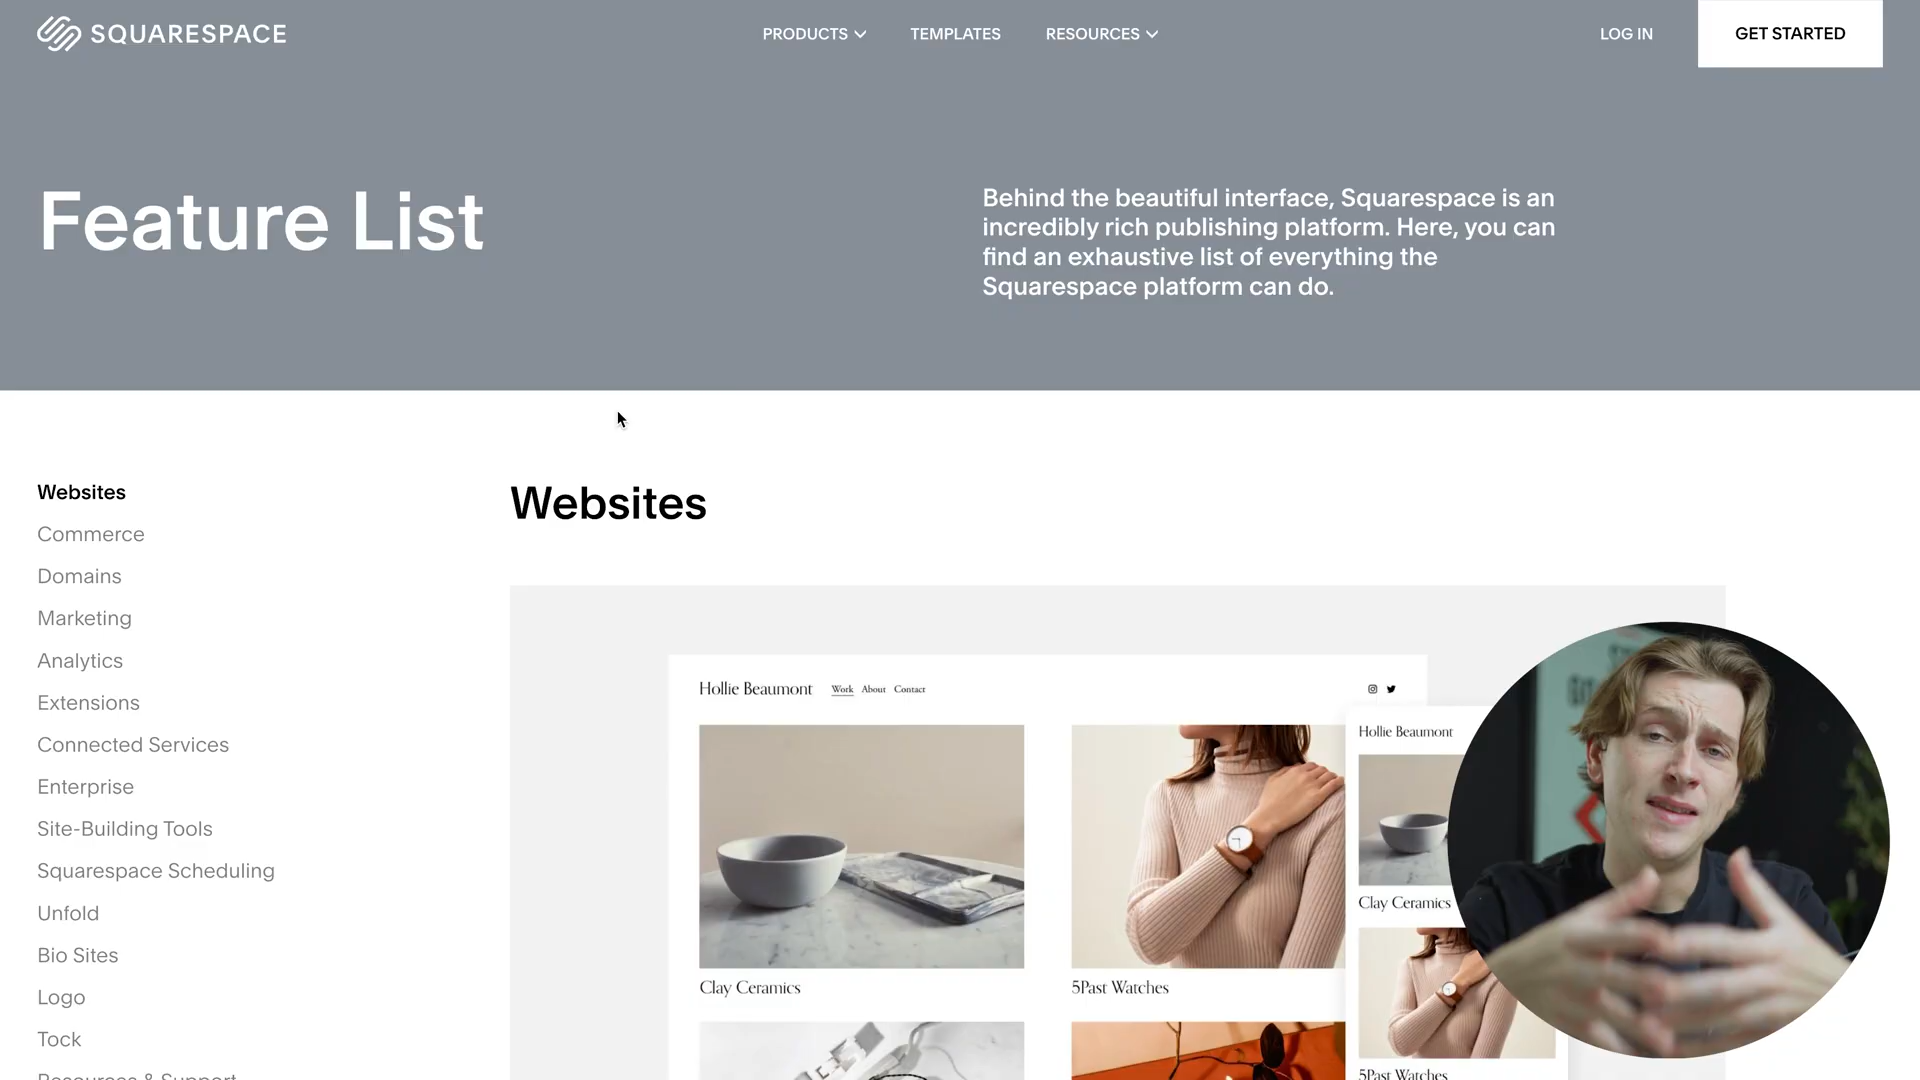 SQUARESPACE
PRODUCTS
TEMPLATES
RESOURCES
LOG IN
GET STARTED
Feature List
Behind the beautiful interface, Squarespace is an
incredibly rich publishing platform. Here, you can
find an exhaustive list of everything the
Squarespace platform can do.
Websites
Commerce
Domains
Marketing
Analytics
Extensions
Connected Services
Enterprise
Site-Building Tools
Squarespace Scheduling
Unfold
Bio Sites
Logo
Tock
Resources & Support
Websites
Hollie Beaumont
Work About Contact
Clay Ceramics
5Past Watches
Hollie Beaumont
Clay Ceramics
5Past Watches